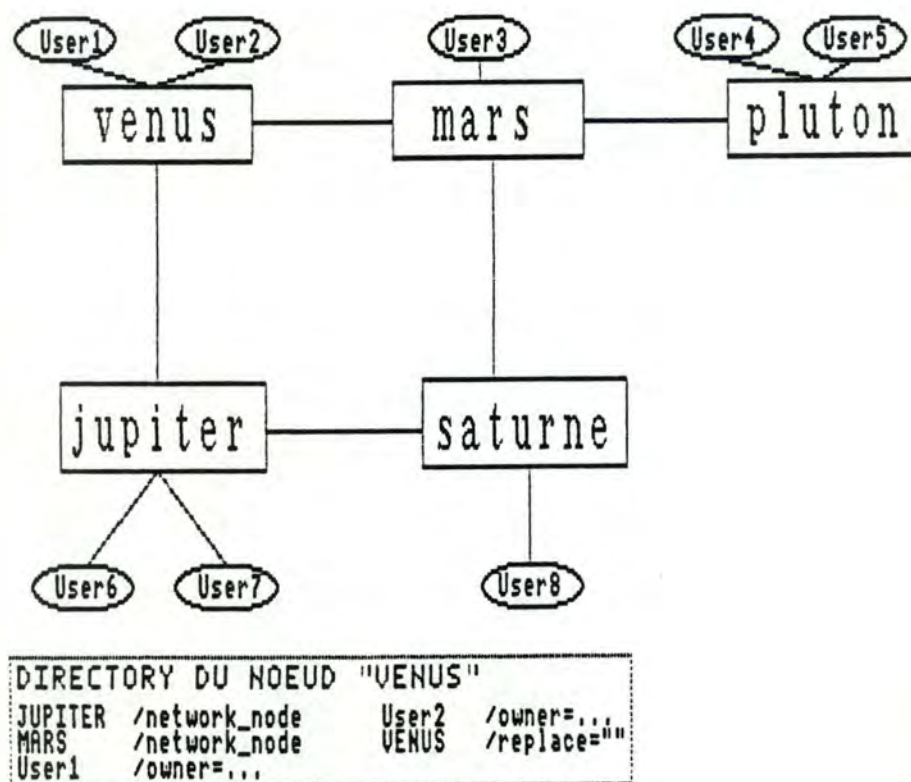 User1 User2 User3 User4 User5
venus mars pluton
jupiter saturne
User6 User7 User8
DIRECTORY DU NOEUD "VENUS"
JUPITER /network_node User2 /owner=...
MARS /network_node VENUS /replace=""
User1 /owner=...